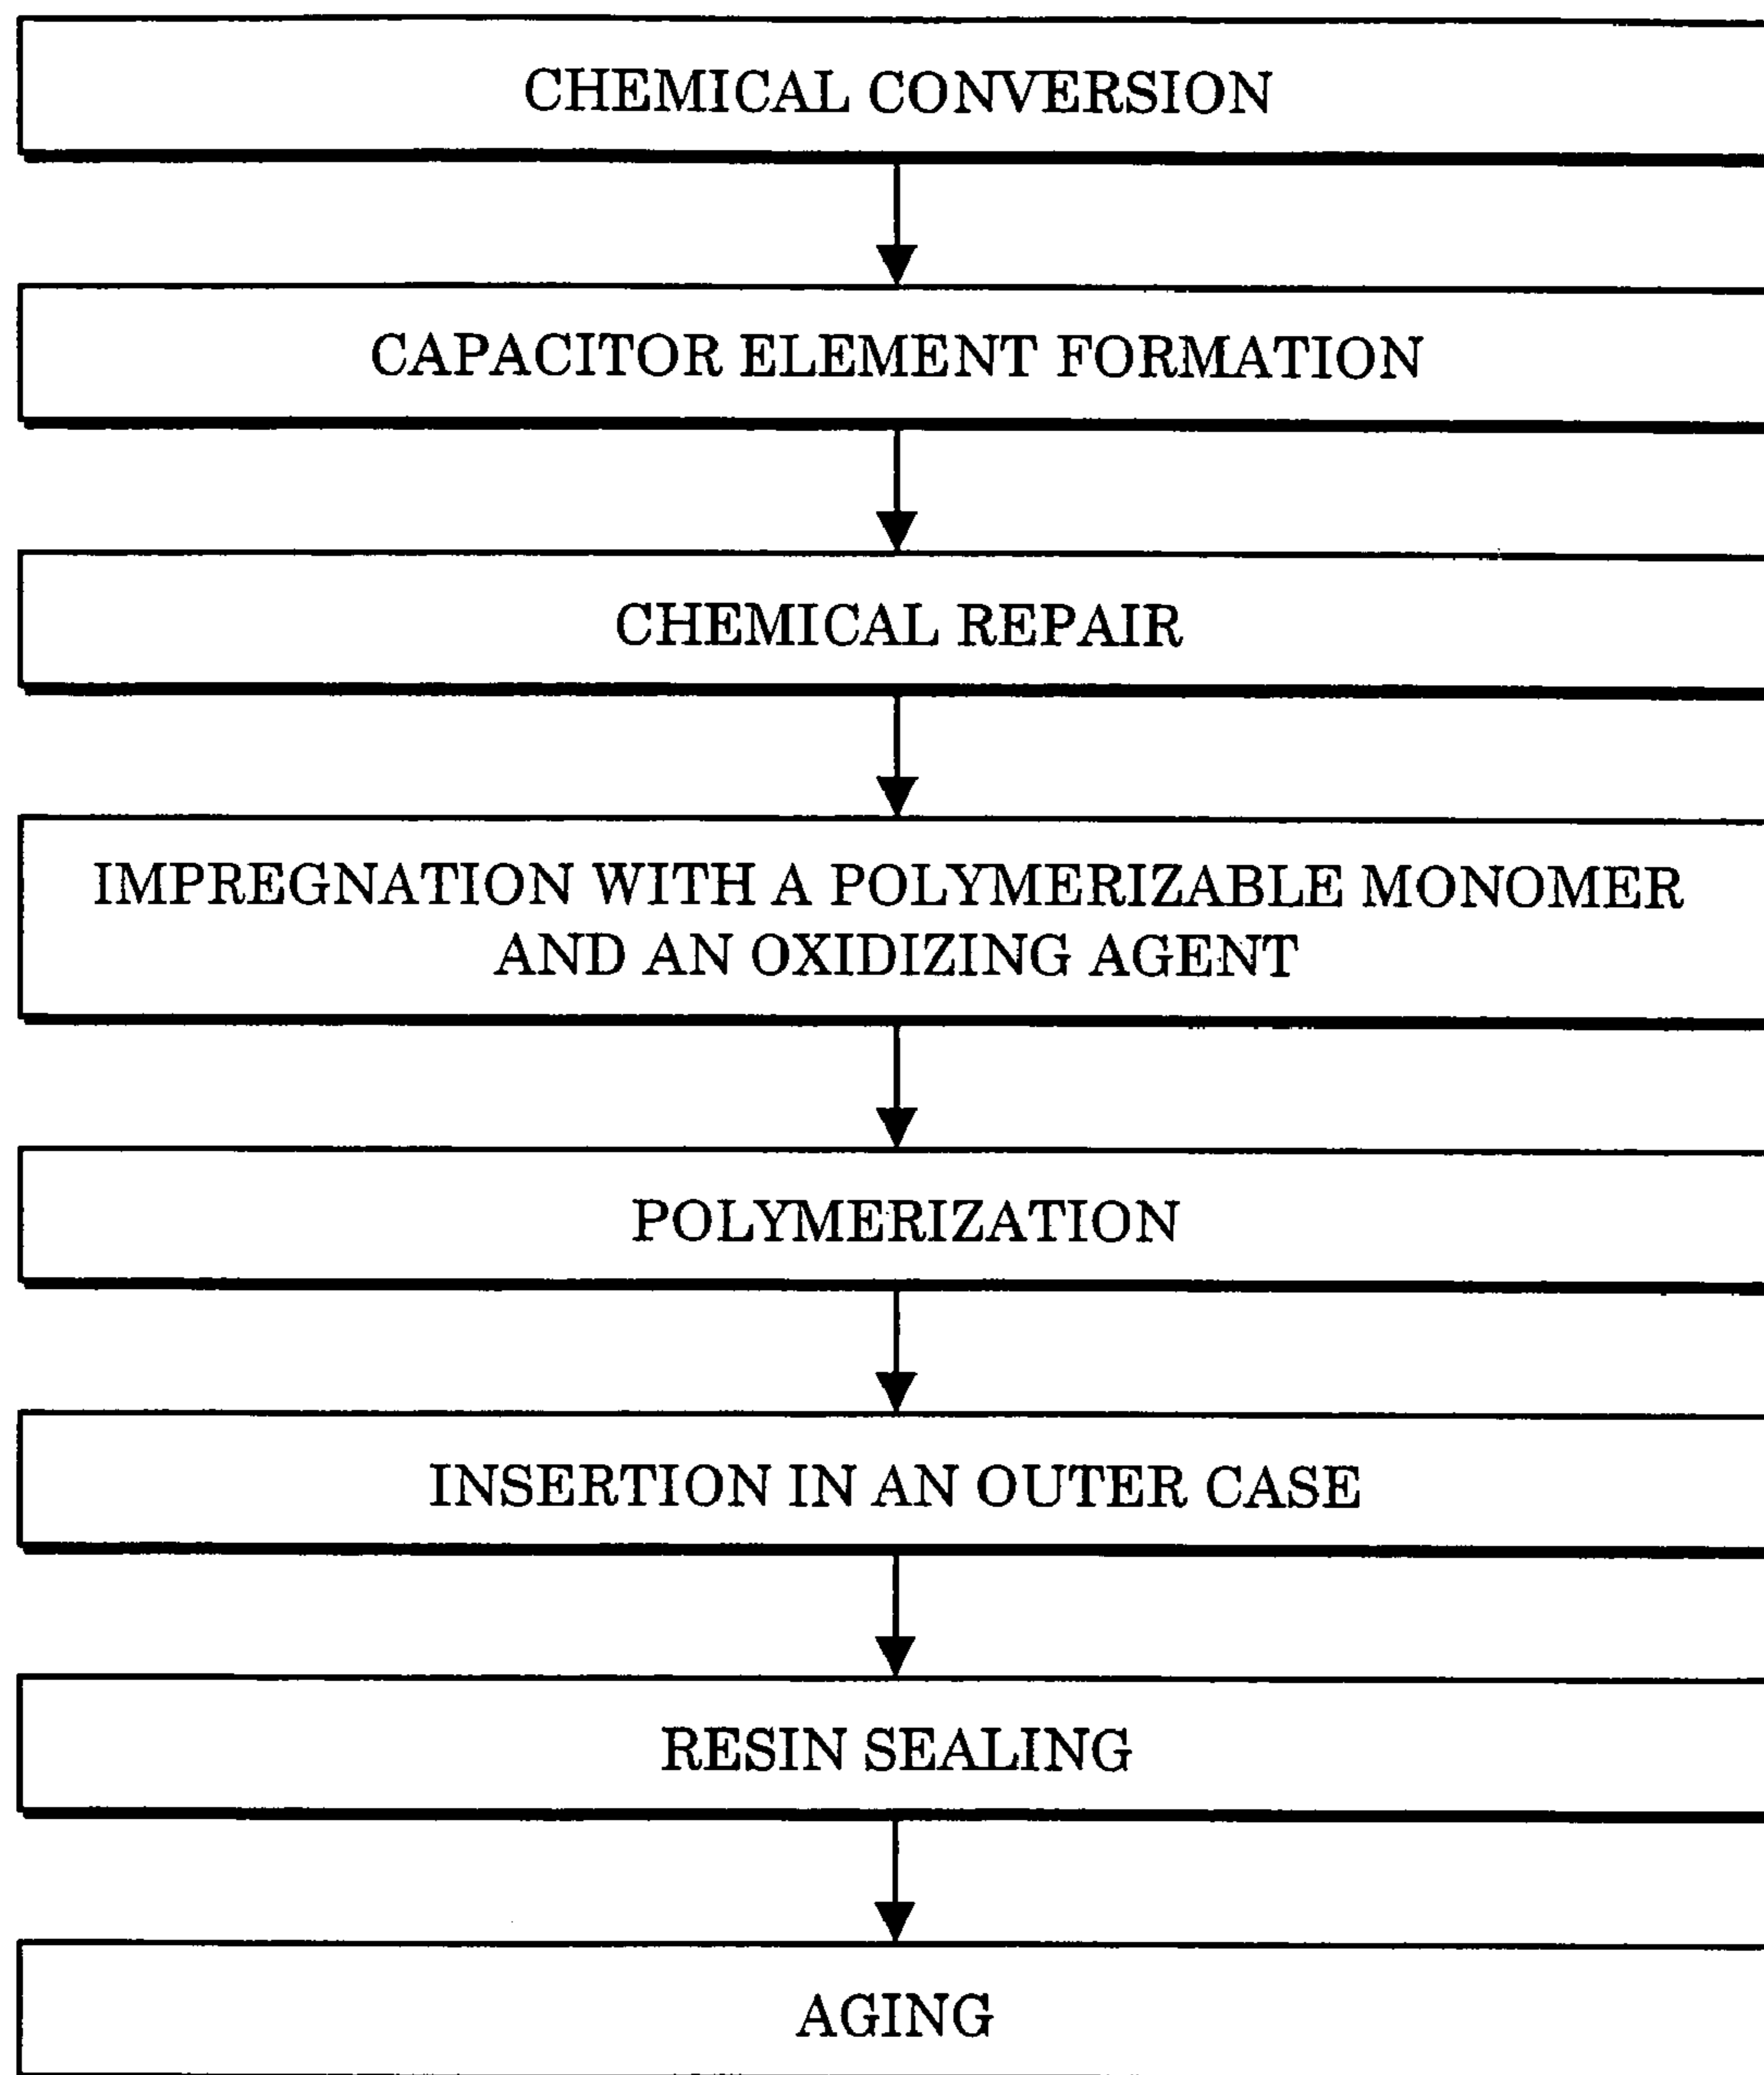 CHEMICAL CONVERSION
CAPACITOR ELEMENT FORMATION
CHEMICAL REPAIR
IMPREGNATION WITH A POLYMERIZABLE MONOMER
AND AN OXIDIZING AGENT
POLYMERIZATION
INSERTION IN AN OUTER CASE
RESIN SEALING
AGING